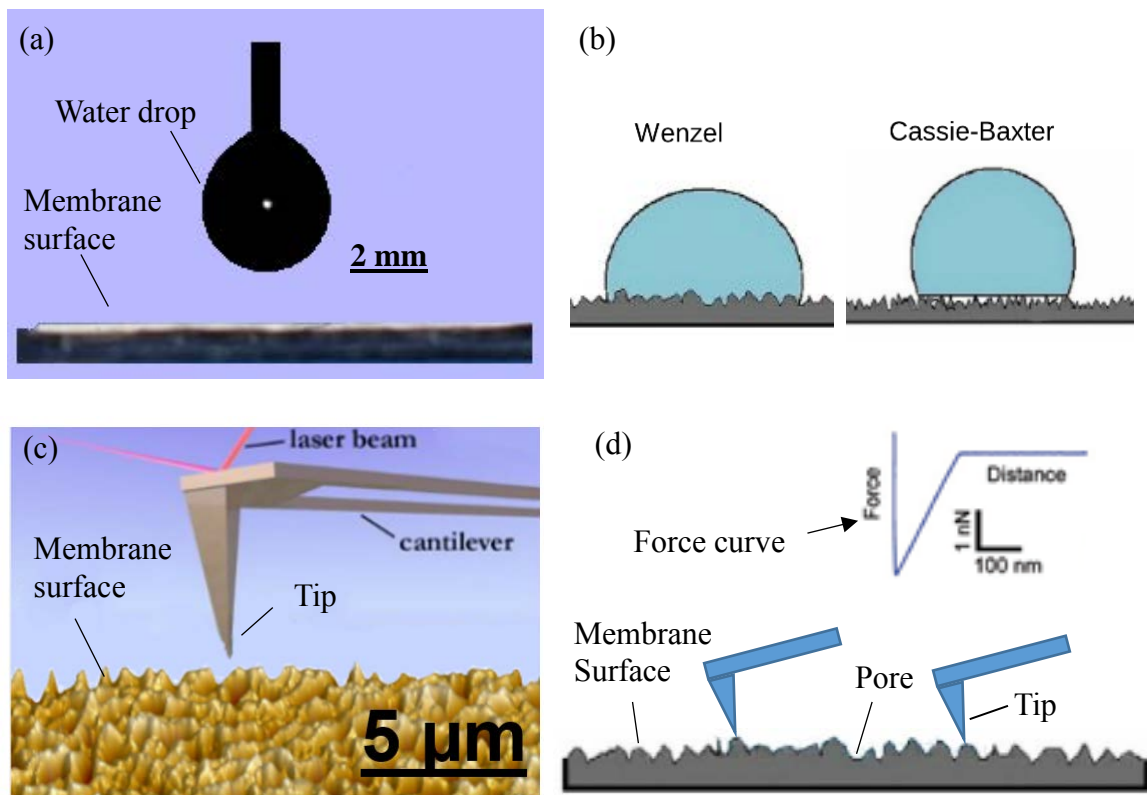 (a)
Water drop
Membrane
surface
2 mm
(b)
Wenzel
Cassie-Baxter
(c)
laser beam
cantilever
Membrane
surface
Tip
5 µm
(d)
Force
Distance
1 nN
100 nm
Force curve
Membrane
Surface
Pore
Tip